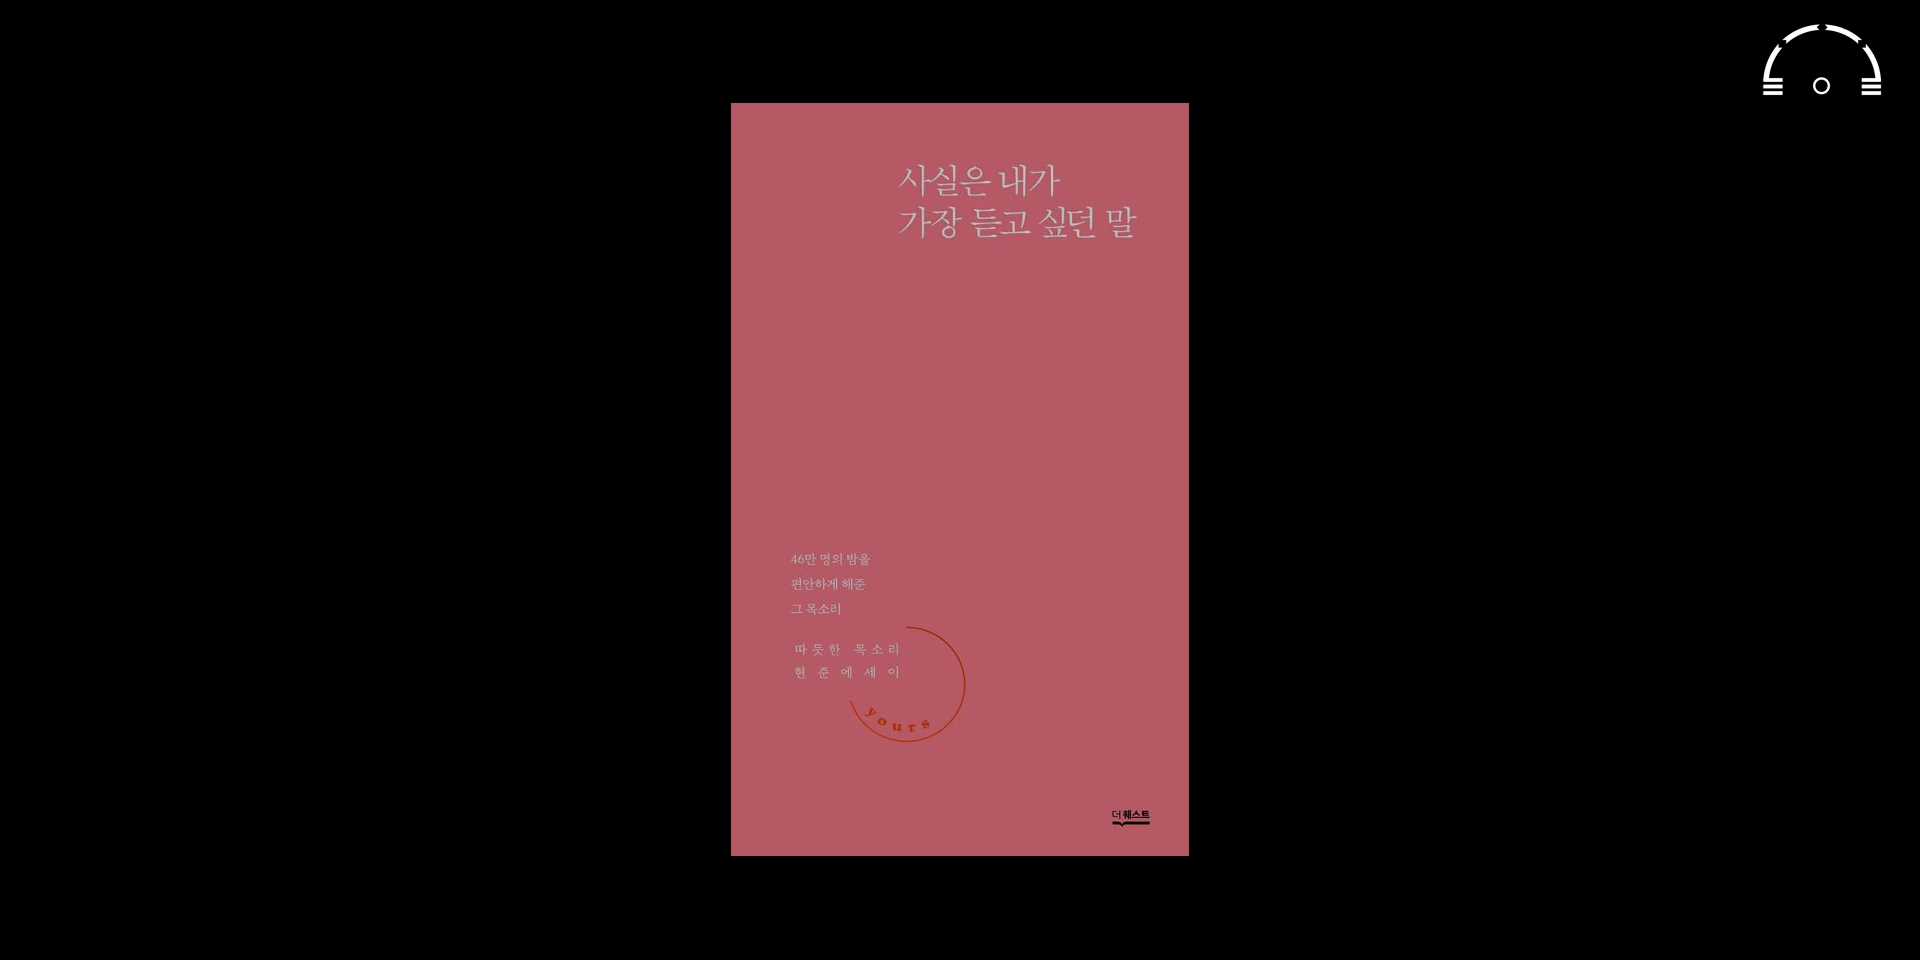 사실은 내가
가장 듣고 싶던 말
46만 명의 밤을
편안하게 해준
그 목소리
따듯한 목소리
현준 에세이
yours
더퀘스트